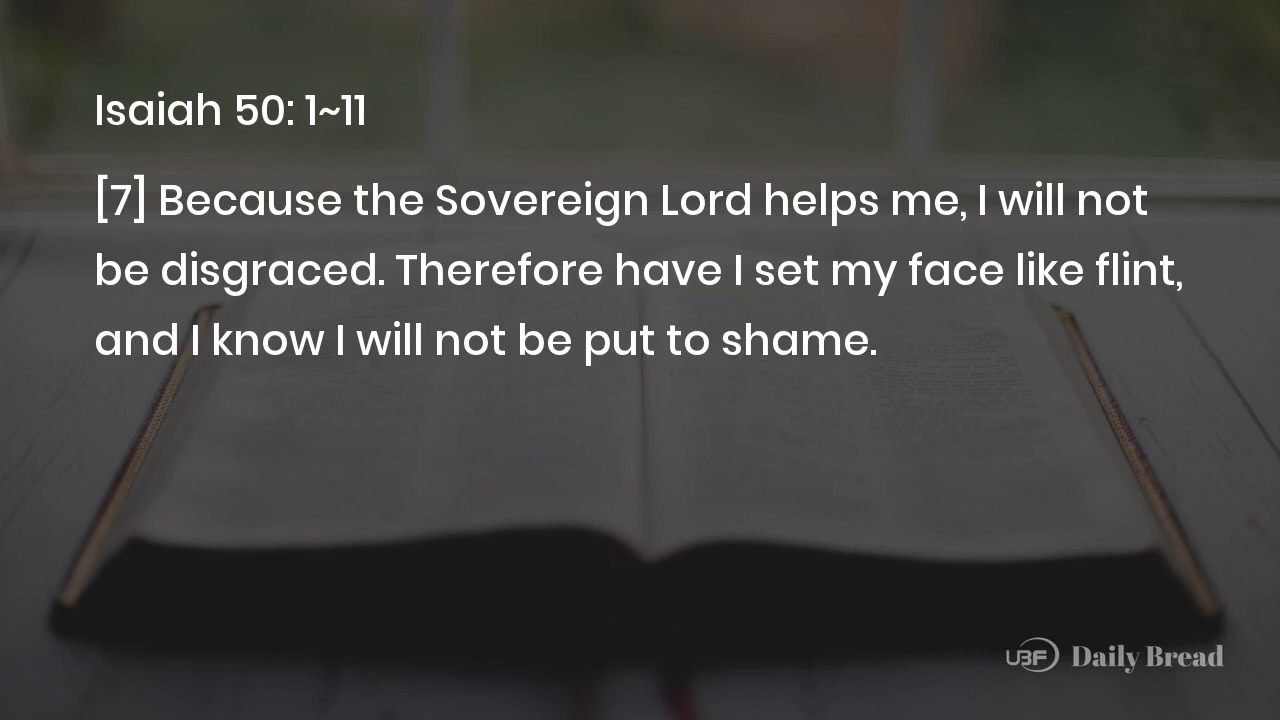 Isaiah 50: 1~11
[7] Because the Sovereign Lord helps me, I will not
be disgraced. Therefore have I set my face like flint,
and I know I will not be put to shame.
UBF Daily Bread